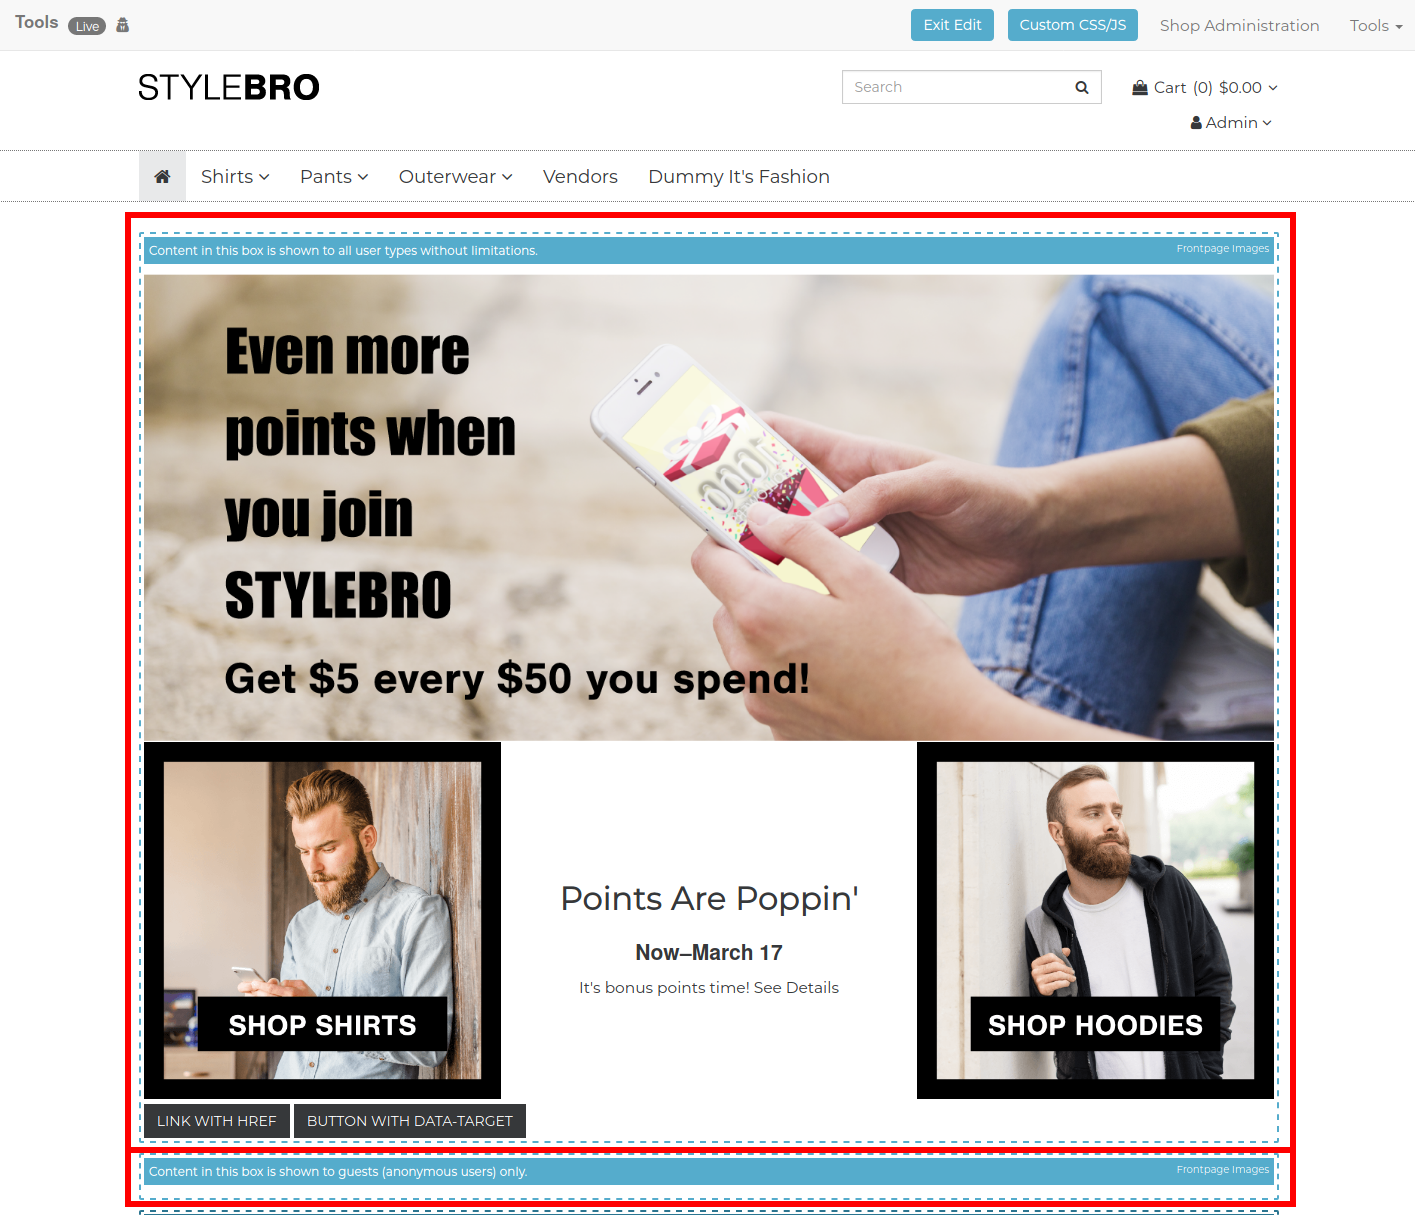 Tools Live
Exit Edit Custom CSS/JS Shop Administration Tools
STYLEBRO
Search
Cart (0) $0.00
Admin
Shirts Pants Outerwear Vendors Dummy It's Fashion
Content in this box is shown to all user types without limitations. Frontpage Images
Even more
points when
you join
STYLEBRO
Get $5 every $50 you spend!
SHOP SHIRTS
Points Are Poppin'
Now–March 17
It's bonus points time! See Details
SHOP HOODIES
LINK WITH HREF BUTTON WITH DATA-TARGET
Content in this box is shown to guests (anonymous users) only. Frontpage Images